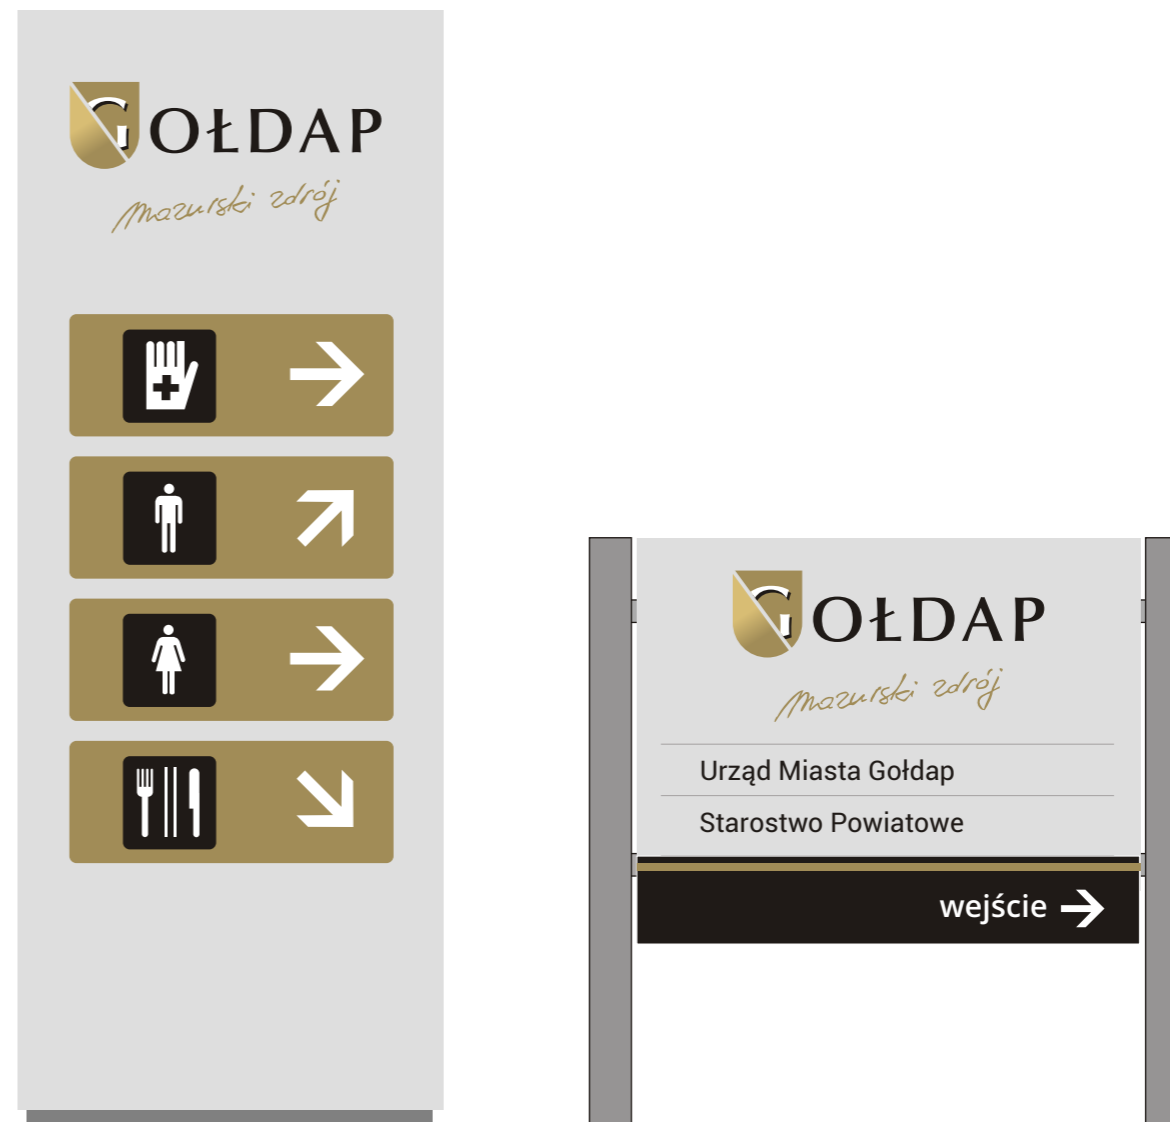 GOŁDAP
mazurski zdrój
GOŁDAP
mazurski zdrój
Urząd Miasta Gołdap
Starostwo Powiatowe
wejście